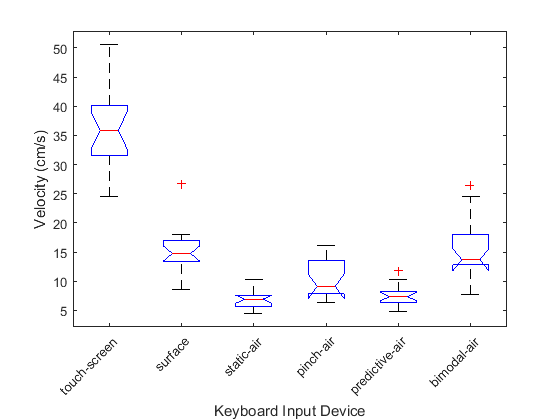 50
45
40
35
30
25
20
15
10
5
Velocity (cm/s)
touch-screen
surface
static-air
pinch-air
predictive-air
bimodal-air
Keyboard Input Device